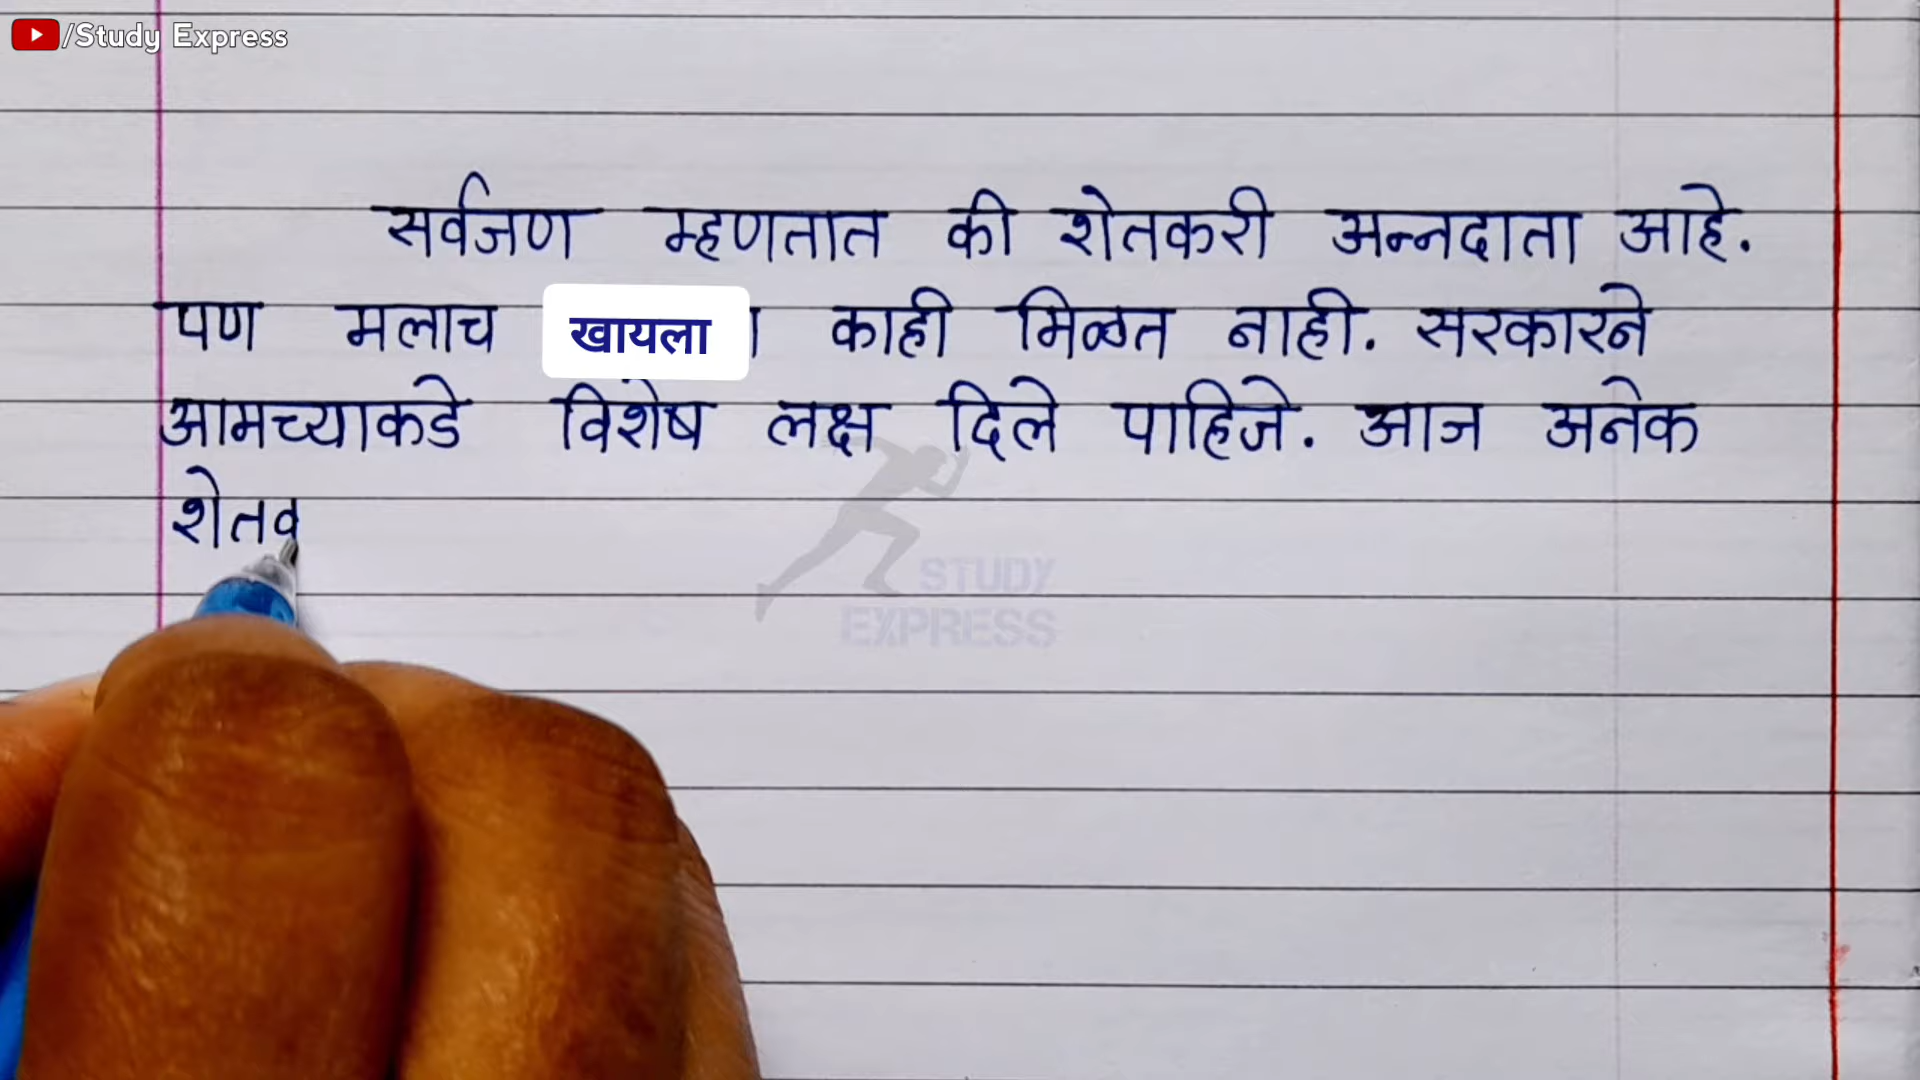 /Study Express
सर्वजण म्हणतात की शेतकरी अन्नदाता आहे.
पण मलाच खायला काही मिळत नाही. सरकारने
आमच्याकडे विशेष लक्ष दिले पाहिजे. आज अनेक
शेतव
STUDY
EXPRESS